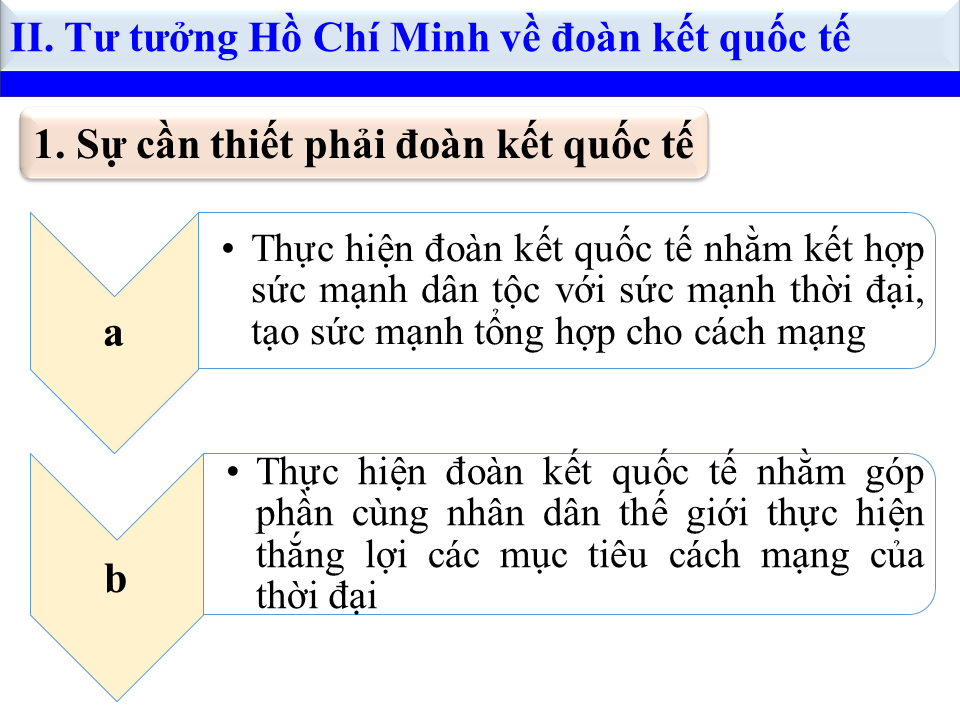 II. Tư tưởng Hồ Chí Minh về đoàn kết quốc tế
1. Sự cần thiết phải đoàn kết quốc tế
a
• Thực hiện đoàn kết quốc tế nhằm kết hợp
sức mạnh dân tộc với sức mạnh thời đại,
tạo sức mạnh tổng hợp cho cách mạng
b
• Thực hiện đoàn kết quốc tế nhằm góp
phần cùng nhân dân thế giới thực hiện
thắng lợi các mục tiêu cách mạng của
thời đại